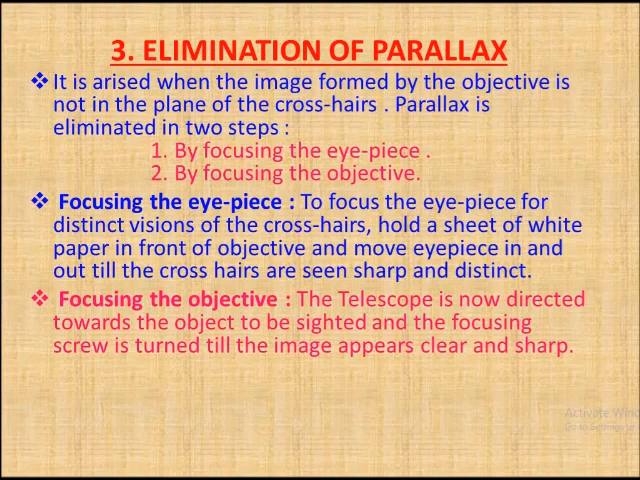 3. ELIMINATION OF PARALLAX
❖ It is arised when the image formed by the objective is
not in the plane of the cross-hairs . Parallax is
eliminated in two steps :
1. By focusing the eye-piece .
2. By focusing the objective.
❖ Focusing the eye-piece : To focus the eye-piece for
distinct visions of the cross-hairs, hold a sheet of white
paper in front of objective and move eyepiece in and
out till the cross hairs are seen sharp and distinct.
❖ Focusing the objective : The Telescope is now directed
towards the object to be sighted and the focusing
screw is turned till the image appears clear and sharp.
Activate Wind
Go to Settings to